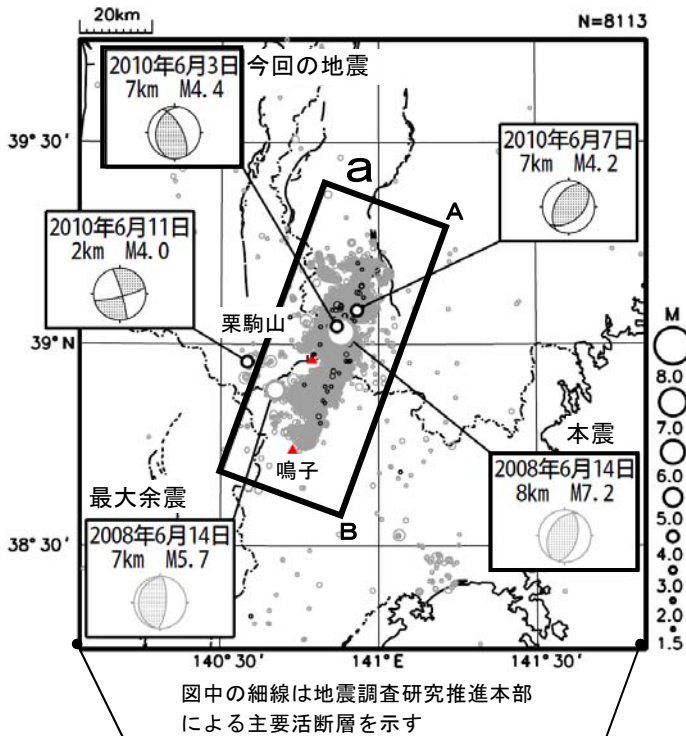 20km
N=8113
2010年6月3日
7km M4.4
今回の地震
39°30′
2010年6月7日
7km M4.2
a
A
2010年6月11日
2km M4.0
栗駒山
39°N
M
8.0
7.0
6.0
5.0
4.0
3.0
2.0
1.5
本震
2008年6月14日
8km M7.2
鳴子
最大余震
2008年6月14日
7km M5.7
B
38°30′
140°30′
141°E
141°30′
図中の細線は地震調査研究推進本部
による主要活断層を示す